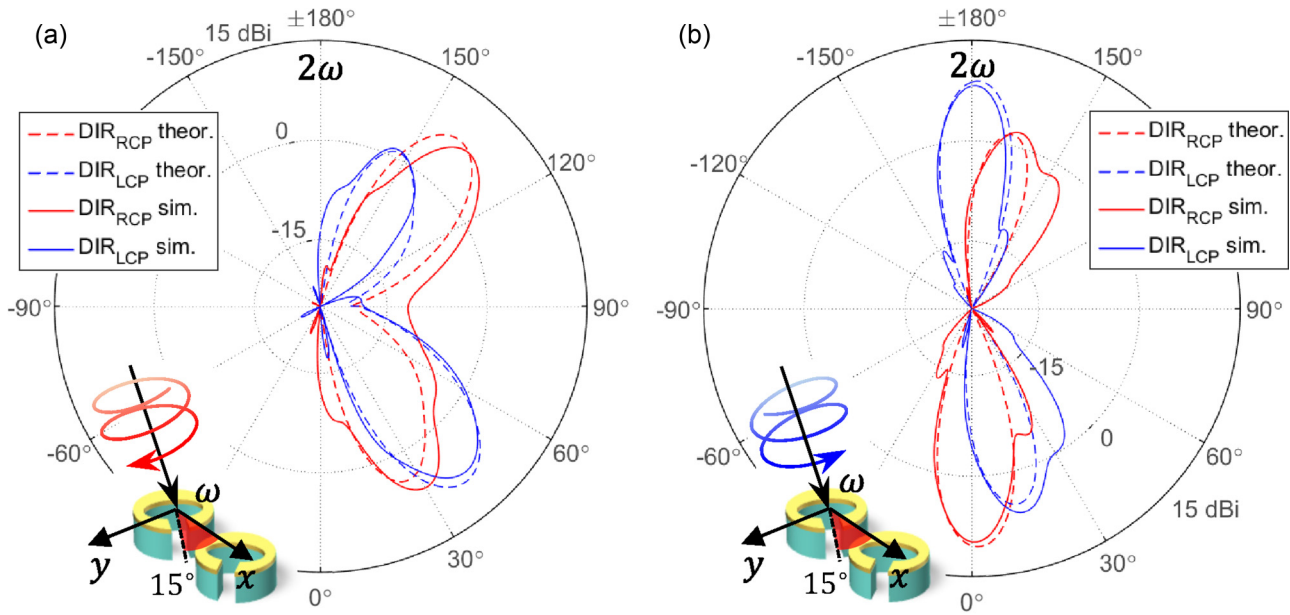 (a)
15 dBi
±180°
2ω
-150°
150°
DIR_RCP theor.
DIR_LCP theor.
DIR_RCP sim.
DIR_LCP sim.
0
120°
-15
-90°
90°
-60°
60°
ω
y
x
15°
30°
0°
(b)
±180°
2ω
-150°
150°
DIR_RCP theor.
DIR_LCP theor.
DIR_RCP sim.
DIR_LCP sim.
-120°
-90°
90°
-15
0
-60°
60°
15 dBi
ω
y
x
15°
30°
0°